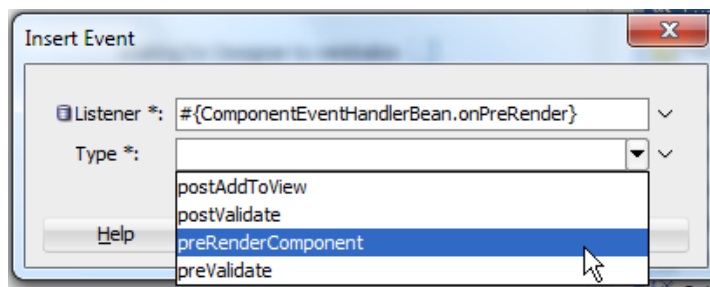 Insert Event
Listener *: #{ComponentEventHandlerBean.onPreRender}
Type *:
postAddToView
postValidate
Help
preRenderComponent
preValidate